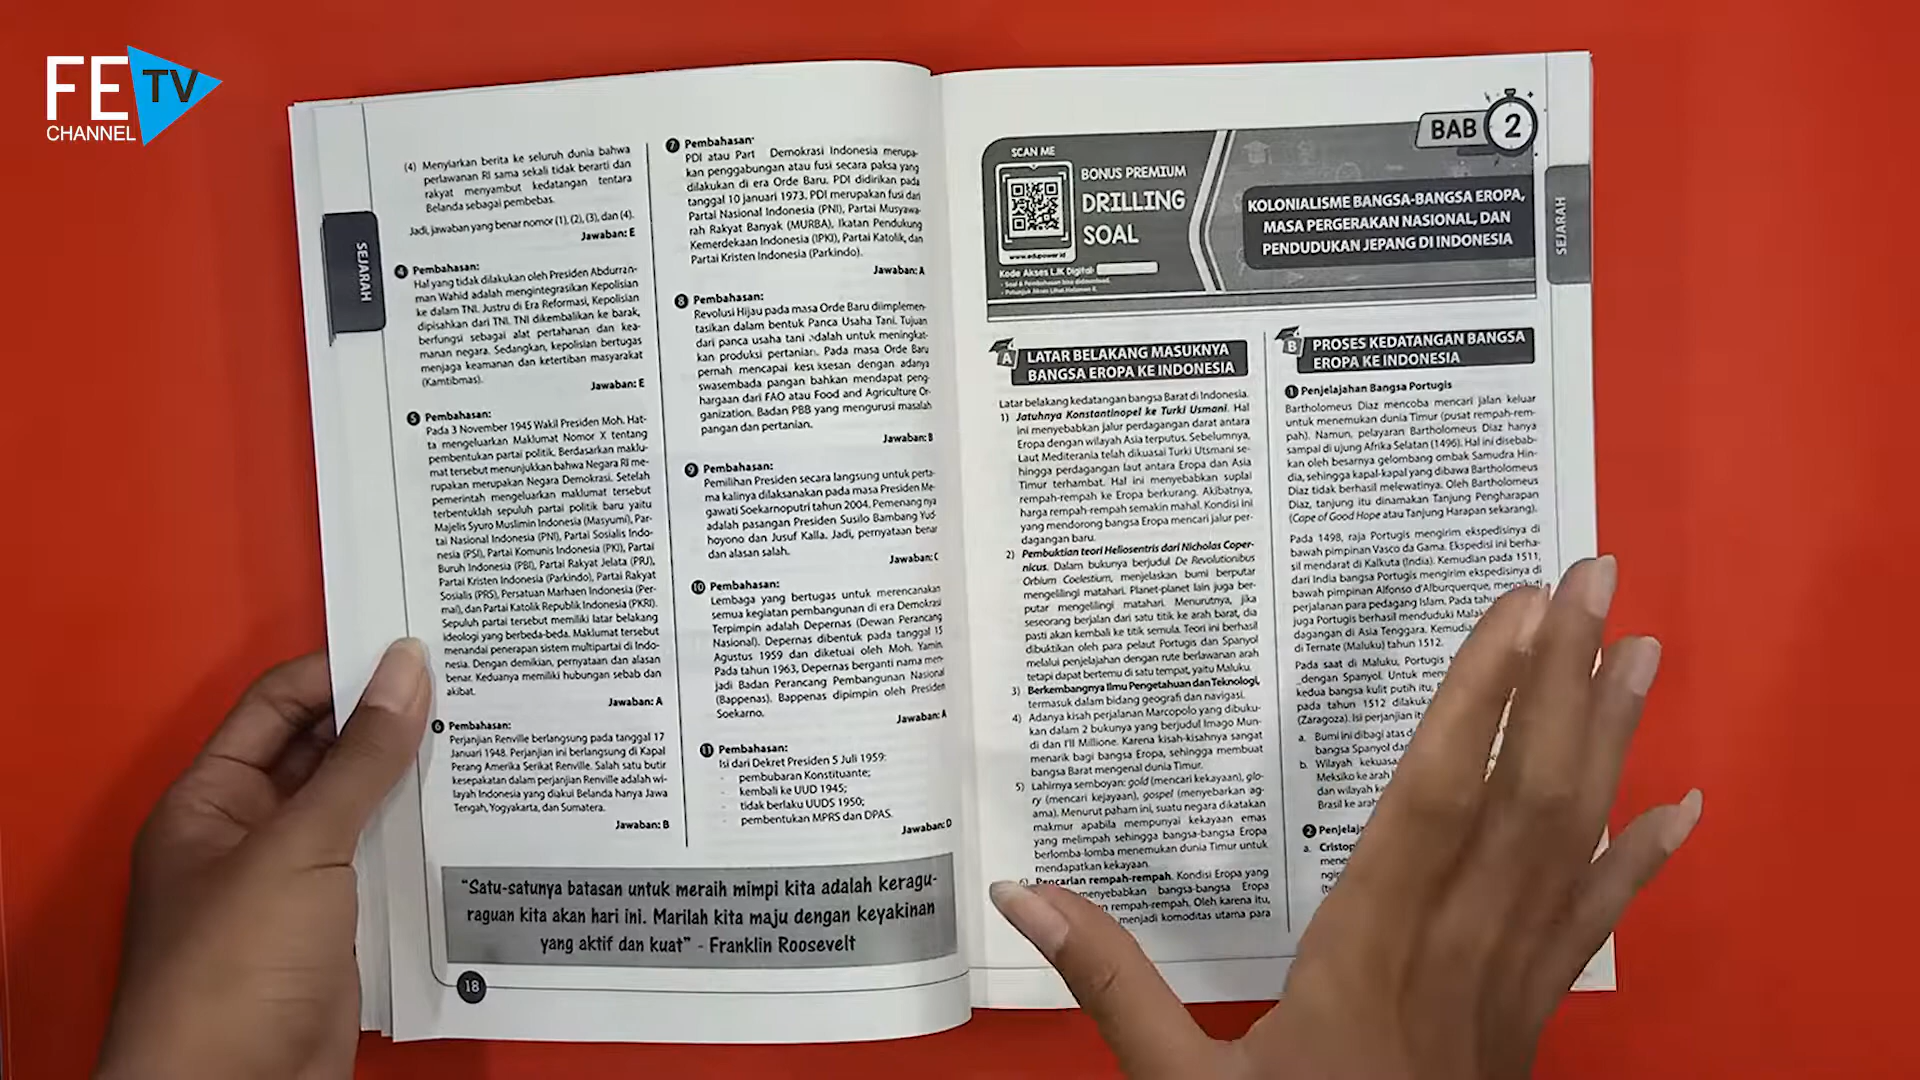 FE TV
CHANNEL
(4) Menyiarkan berita ke seluruh dunia bahwa
perlawanan RI sama sekali tidak berarti dan
rakyat menyambut kedatangan tentara
Belanda sebagai pembebas.
Jadi, jawaban yang benar nomor (1), (2), (3), dan (4).
Jawaban: E
SEJARAH
4 Pembahasan:
Hal yang tidak dilakukan oleh Presiden Abdurran-
man Wahid adalah mengintegrasikan Kepolisian
ke dalam TNI. Justru di Era Reformasi, Kepolisian
dipisahkan dari TNI. TNI dikembalikan ke barak,
berfungsi sebagai alat pertahanan dan kea-
manan negara. Sedangkan, kepolisian bertugas
menjaga keamanan dan ketertiban masyarakat
(Kamtibmas).
Jawaban: E
5 Pembahasan:
Pada 3 November 1945 Wakil Presiden Moh. Hat-
ta mengeluarkan Maklumat Nomor X tentang
pembentukan partai politik. Berdasarkan maklu-
mat tersebut menunjukkan bahwa Negara RI me-
rupakan merupakan Negara Demokrasi. Setelah
pemerintah mengeluarkan maklumat tersebut
terbentuklah sepuluh partai politik baru yaitu
Majelis Syuro Muslimin Indonesia (Masyumi), Par-
tai Nasional Indonesia (PNI), Partai Sosialis Indo-
nesia (PSI), Partai Komunis Indonesia (PKI), Partai
Buruh Indonesia (PBI), Partai Rakyat Jelata (PRJ),
Partai Kristen Indonesia (Parkindo), Partai Rakyat
Sosialis (PRS), Persatuan Marhaen Indonesia (Per-
mai), dan Partai Katolik Republik Indonesia (PKRI).
Sepuluh partai tersebut memiliki latar belakang
ideologi yang berbeda-beda. Maklumat tersebut
menandai penerapan sistem multipartai di Indo-
nesia. Dengan demikian, pernyataan dan alasan
benar. Keduanya memiliki hubungan sebab dan
akibat.
Jawaban: A
6 Pembahasan:
Perjanjian Renville berlangsung pada tanggal 17
Januari 1948. Perjanjian ini berlangsung di Kapal
Perang Amerika Serikat Renville. Salah satu butir
kesepakatan dalam perjanjian Renville adalah wi-
layah Indonesia yang diakui Belanda hanya Jawa
Tengah, Yogyakarta, dan Sumatera.
Jawaban: B
7 Pembahasan:
PDI atau Part Demokrasi Indonesia merupa-
kan penggabungan atau fusi secara paksa yang
dilakukan di era Orde Baru. PDI didirikan pada
tanggal 10 januari 1973. PDI merupakan fusi dari
Partai Nasional Indonesia (PNI), Partai Musyawa-
rah Rakyat Banyak (MURBA), Ikatan Pendukung
Kemerdekaan Indonesia (IPKI), Partai Katolik, dan
Partai Kristen Indonesia (Parkindo).
Jawaban: A
8 Pembahasan:
Revolusi Hijau pada masa Orde Baru diimplemen-
tasikan dalam bentuk Panca Usaha Tani. Tujuan
dari panca usaha tani adalah untuk meningkat-
kan produksi pertanian. Pada masa Orde Baru
pernah mencapai kesuksesan dengan adanya
swasembada pangan bahkan mendapat peng-
hargaan dari FAO atau Food and Agriculture Or-
ganization. Badan PBB yang mengurusi masalah
pangan dan pertanian.
Jawaban: B
9 Pembahasan:
Pemilihan Presiden secara langsung untuk perta-
ma kalinya dilaksanakan pada masa Presiden Me-
gawati Soekarnoputri tahun 2004. Pemenang nya
adalah pasangan Presiden Susilo Bambang Yud-
hoyono dan Jusuf Kalla. Jadi, pernyataan benar
dan alasan salah.
Jawaban: C
10 Pembahasan:
Lembaga yang bertugas untuk merencanakan
semua kegiatan pembangunan di era Demokrasi
Terpimpin adalah Depernas (Dewan Perancang
Nasional). Depernas dibentuk pada tanggal 15
Agustus 1959 dan diketuai oleh Moh. Yamin.
Pada tahun 1963, Depernas berganti nama men-
jadi Badan Perancang Pembangunan Nasional
(Bappenas). Bappenas dipimpin oleh Presiden
Soekarno.
Jawaban: A
11 Pembahasan:
Isi dari Dekret Presiden 5 Juli 1959:
- pembubaran Konstituante;
- kembali ke UUD 1945;
- tidak berlaku UUDS 1950;
- pembentukan MPRS dan DPAS.
Jawaban: D
"Satu-satunya batasan untuk meraih mimpi kita adalah keragu-
raguan kita akan hari ini. Marilah kita maju dengan keyakinan
yang aktif dan kuat" - Franklin Roosevelt
18
BAB 2
SCAN ME
BONUS PREMIUM
DRILLING
SOAL
www.edupower.id
Kode Akses LJK Digital:
KOLONIALISME BANGSA-BANGSA EROPA,
MASA PERGERAKAN NASIONAL, DAN
PENDUDUKAN JEPANG DI INDONESIA
SEJARAH
A LATAR BELAKANG MASUKNYA
BANGSA EROPA KE INDONESIA
Latar belakang kedatangan bangsa Barat di Indonesia.
1) Jatuhnya Konstantinopel ke Turki Usmani. Hal
ini menyebabkan jalur perdagangan darat antara
Eropa dengan wilayah Asia terputus. Sebelumnya,
Laut Mediterania telah dikuasai Turki Utsmani se-
hingga perdagangan laut antara Eropa dan Asia
Timur terhambat. Hal ini menyebabkan suplai
rempah-rempah ke Eropa berkurang. Akibatnya,
harga rempah-rempah semakin mahal. Kondisi ini
yang mendorong bangsa Eropa mencari jalur per-
dagangan baru.
2) Pembuktian teori Heliosentris dari Nicholas Coper-
nicus. Dalam bukunya berjudul De Revolutionibus
Orbium Coelestium, menjelaskan bumi berputar
mengelilingi matahari. Planet-planet lain juga ber-
putar mengelilingi matahari. Menurutnya, jika
seseorang berjalan dari satu titik ke arah barat, dia
pasti akan kembali ke titik semula. Teori ini berhasil
dibuktikan oleh para pelaut Portugis dan Spanyol
melalui penjelajahan dengan rute berlawanan arah
tetapi dapat bertemu di satu tempat, yaitu Maluku.
3) Berkembangnya Ilmu Pengetahuan dan Teknologi,
termasuk dalam bidang geografi dan navigasi.
4) Adanya kisah perjalanan Marcopolo yang dibuku-
kan dalam 2 bukunya yang berjudul Imago Mun-
di dan I'll Millione. Karena kisah-kisahnya sangat
menarik bagi bangsa Eropa, sehingga membuat
bangsa Barat mengenal dunia Timur.
5) Lahirnya semboyan: gold (mencari kekayaan), glo-
ry (mencari kejayaan), gospel (menyebarkan ag-
ama). Menurut paham ini, suatu negara dikatakan
makmur apabila mempunyai kekayaan emas
yang melimpah sehingga bangsa-bangsa Eropa
berlomba-lomba menemukan dunia Timur untuk
mendapatkan kekayaan.
6) Pencarian rempah-rempah. Kondisi Eropa yang
menyebabkan bangsa-bangsa Eropa
rempah-rempah. Oleh karena itu,
menjadi komoditas utama para
B PROSES KEDATANGAN BANGSA
EROPA KE INDONESIA
1 Penjelajahan Bangsa Portugis
Bartholomeus Diaz mencoba mencari jalan keluar
untuk menemukan dunia Timur (pusat rempah-rem-
pah). Namun, pelayaran Bartholomeus Diaz hanya
sampai di ujung Afrika Selatan (1496). Hal ini disebab-
kan oleh besarnya gelombang ombak Samudra Hin-
dia, sehingga kapal-kapal yang dibawa Bartholomeus
Diaz tidak berhasil melewatinya. Oleh Bartholomeus
Diaz, tanjung itu dinamakan Tanjung Pengharapan
(Cape of Good Hope atau Tanjung Harapan sekarang).
Pada 1498, raja Portugis mengirim ekspedisinya di
bawah pimpinan Vasco da Gama. Ekspedisi ini berha-
sil mendarat di Kalkuta (India). Kemudian pada 1511,
dari India bangsa Portugis mengirim ekspedisinya di
bawah pimpinan Alfonso d'Alburquerque, mengikuti
perjalanan para pedagang Islam. Pada
juga Portugis berhasil menduduki
dagangan di Asia Tenggara.
di Ternate (Maluku) tahun 1512.
Pada saat di Maluku, Portugis
dengan Spanyol. Untuk
kedua bangsa kulit putih itu,
pada tahun 1512
(Zaragoza). Isi perjanjian
a. Bumi ini dibagi atas
bangsa Spanyol
b. Wilayah
Meksiko ke arah
dan wilayah
Brasil ke
2
a.